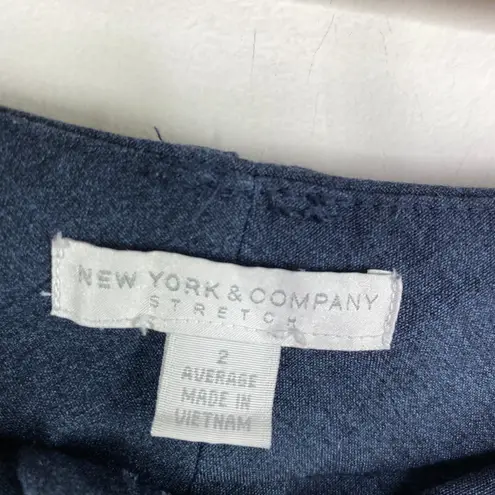 NEW YORK & COMPANY
STRETCH
2
AVERAGE
MADE IN
VIETNAM